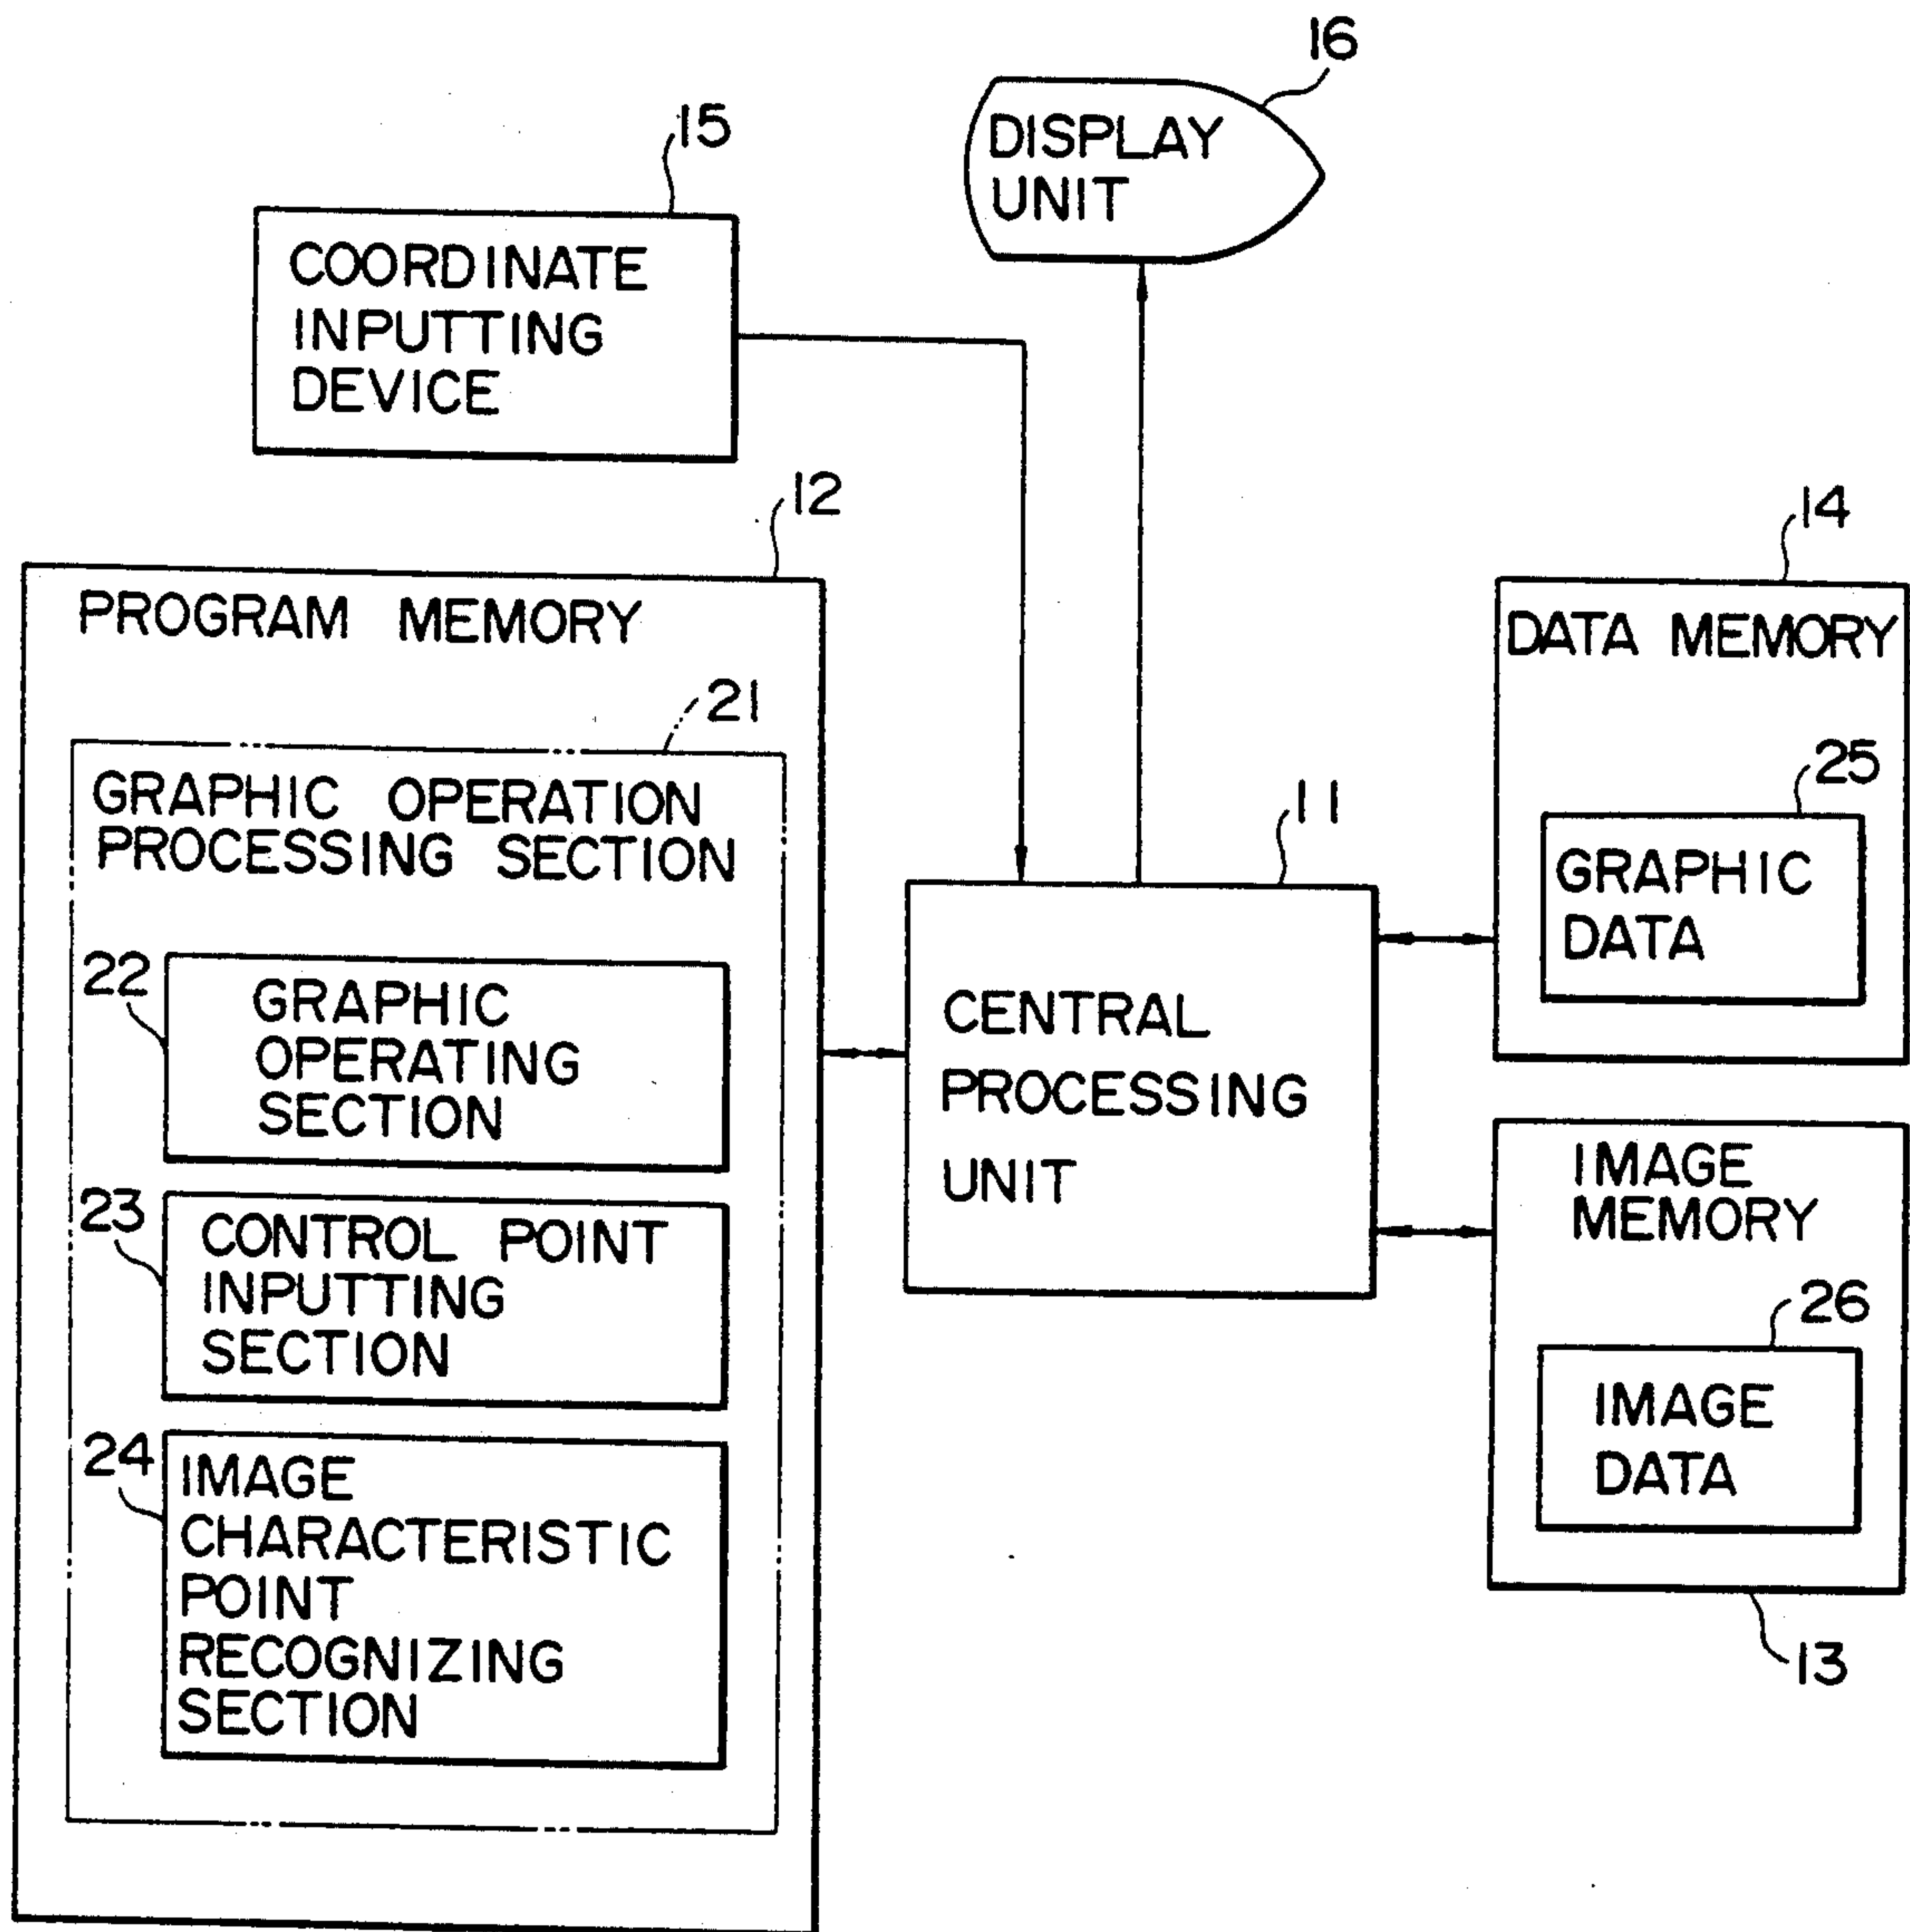 16
DISPLAY
UNIT
15
COORDINATE
INPUTTING
DEVICE
12
PROGRAM MEMORY
21
GRAPHIC OPERATION
PROCESSING SECTION
22
GRAPHIC
OPERATING
SECTION
23
CONTROL POINT
INPUTTING
SECTION
24
IMAGE
CHARACTERISTIC
POINT
RECOGNIZING
SECTION
11
CENTRAL
PROCESSING
UNIT
14
DATA MEMORY
25
GRAPHIC
DATA
IMAGE
MEMORY
26
IMAGE
DATA
13